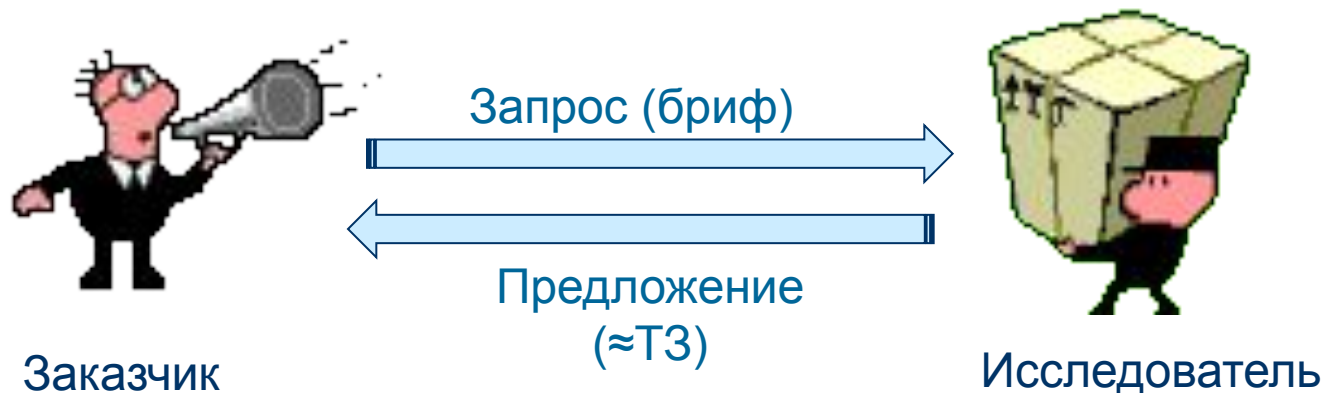 Запрос (бриф)
Предложение
(≈ТЗ)
Заказчик
Исследователь